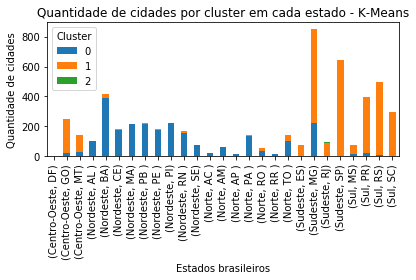 Quantidade de cidades por cluster em cada estado - K-Means
Quantidade de cidades
800
600
400
200
0
Cluster
0
1
2
(Centro-Oeste, DF)
(Centro-Oeste, GO)
(Centro-Oeste, MT)
(Nordeste, AL )
(Nordeste, BA)
(Nordeste, CE)
(Nordeste, MA)
(Nordeste, PB )
(Nordeste, PE )
(Nordeste, PI)
(Nordeste, RN)
(Nordeste, SE)
(Norte, AC )
(Norte, AM)
(Norte, AP )
(Norte, PA )
(Norte, RO )
(Norte, RR )
(Norte, TO )
(Sudeste, ES)
(Sudeste, MG)
(Sudeste, RJ)
(Sudeste, SP)
(Sul, MS)
(Sul, PR)
(Sul, RS)
(Sul, SC)
Estados brasileiros